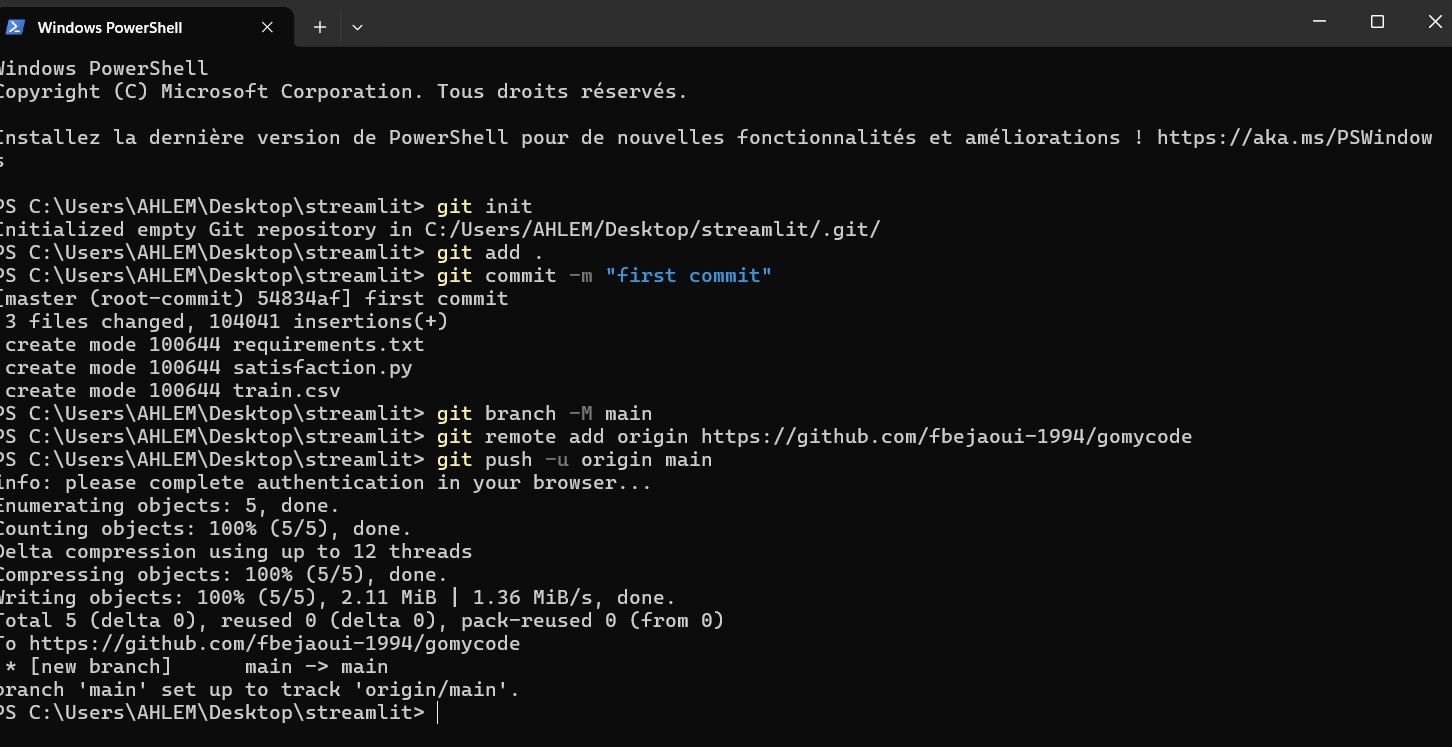 Windows PowerShell
Windows PowerShell
Copyright (C) Microsoft Corporation. Tous droits réservés.
Installez la dernière version de PowerShell pour de nouvelles fonctionnalités et améliorations ! https://aka.ms/PSWindow
s
PS C:\Users\AHLEM\Desktop\streamlit> git init
Initialized empty Git repository in C:/Users/AHLEM/Desktop/streamlit/.git/
PS C:\Users\AHLEM\Desktop\streamlit> git add .
PS C:\Users\AHLEM\Desktop\streamlit> git commit -m "first commit"
[master (root-commit) 54834af] first commit
 3 files changed, 104041 insertions(+)
 create mode 100644 requirements.txt
 create mode 100644 satisfaction.py
 create mode 100644 train.csv
PS C:\Users\AHLEM\Desktop\streamlit> git branch -M main
PS C:\Users\AHLEM\Desktop\streamlit> git remote add origin https://github.com/fbejaoui-1994/gomycode
PS C:\Users\AHLEM\Desktop\streamlit> git push -u origin main
info: please complete authentication in your browser...
Enumerating objects: 5, done.
Counting objects: 100% (5/5), done.
Delta compression using up to 12 threads
Compressing objects: 100% (5/5), done.
Writing objects: 100% (5/5), 2.11 MiB | 1.36 MiB/s, done.
Total 5 (delta 0), reused 0 (delta 0), pack-reused 0 (from 0)
To https://github.com/fbejaoui-1994/gomycode
 * [new branch]      main -> main
branch 'main' set up to track 'origin/main'.
PS C:\Users\AHLEM\Desktop\streamlit>